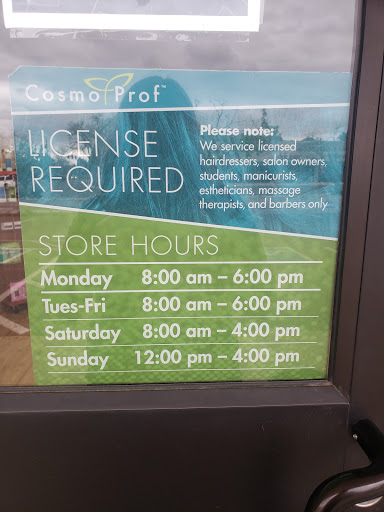 CosmoProf™
LICENSE
REQUIRED
Please note:
We service licensed
hairdressers, salon owners,
students, manicurists,
estheticians, massage
therapists, and barbers only
STORE HOURS
Monday 8:00 am – 6:00 pm
Tues-Fri 8:00 am – 6:00 pm
Saturday 8:00 am – 4:00 pm
Sunday 12:00 pm – 4:00 pm